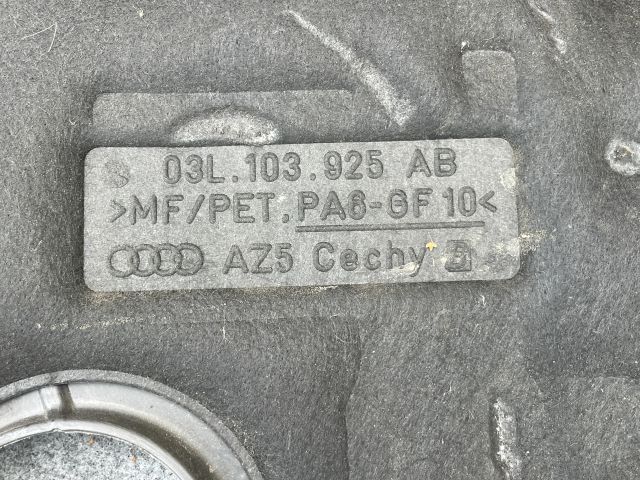 03L.103.925 AB
>MF/PET.PA6-GF10<
AZ5 Cechy